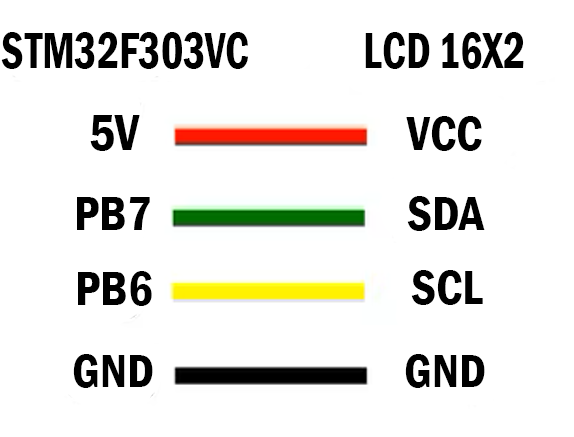 STM32F303VC LCD 16X2
5V VCC
PB7 SDA
PB6 SCL
GND GND